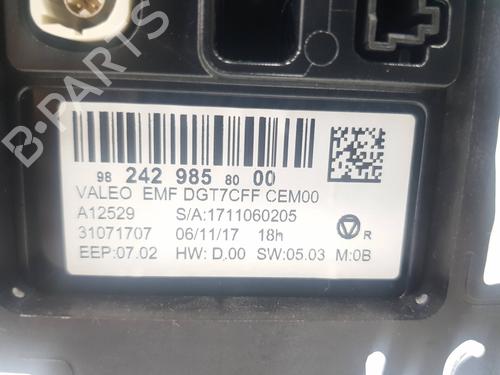 98 242 985 80 00
VALEO EMF DGT7CFF CEM00
A12529 S/A:1711060205
31071707 06/11/17 18h R
EEP:07.02 HW: D.00 SW:05.03 M:0B
B-PARTS